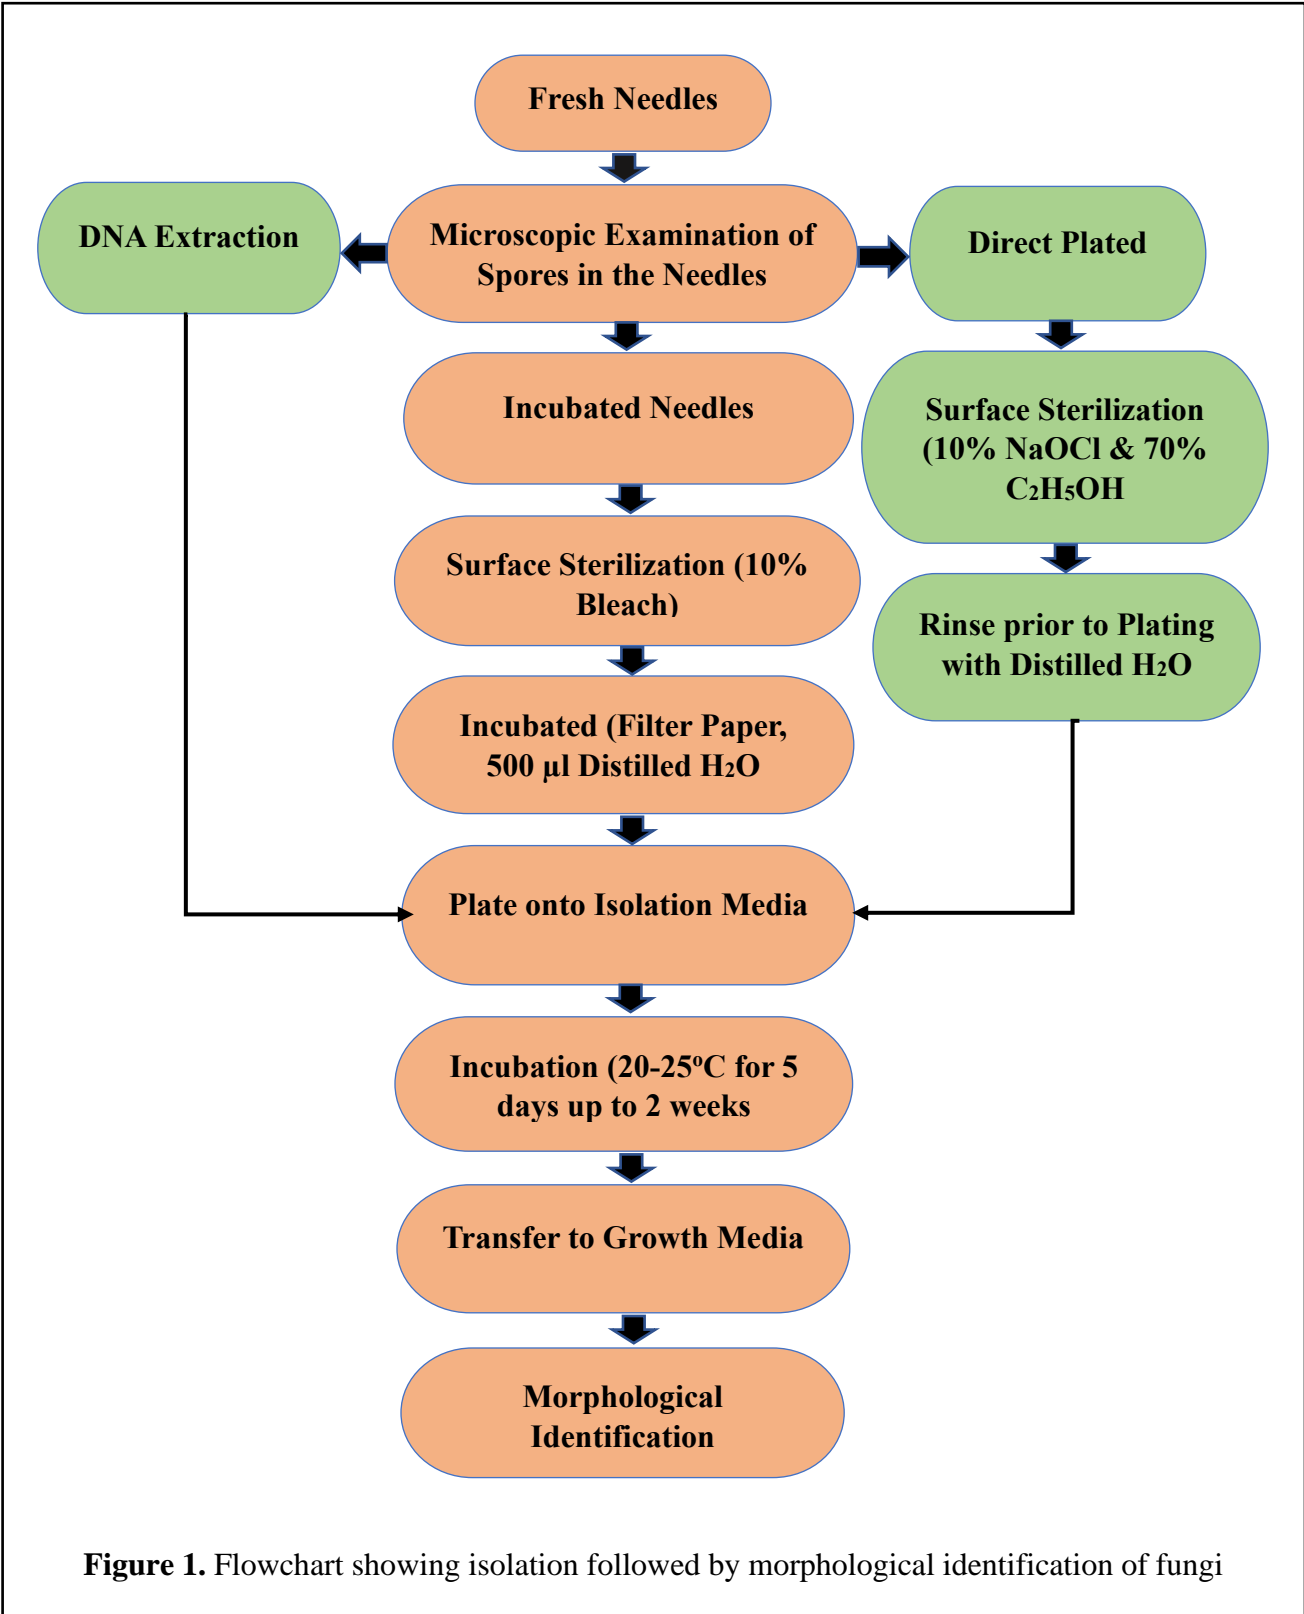 Fresh Needles
DNA Extraction
Microscopic Examination of
Spores in the Needles
Direct Plated
Incubated Needles
Surface Sterilization
(10% NaOCl & 70%
C₂H₅OH
Surface Sterilization (10%
Bleach)
Rinse prior to Plating
with Distilled H₂O
Incubated (Filter Paper,
500 µl Distilled H₂O
Plate onto Isolation Media
Incubation (20-25ºC for 5
days up to 2 weeks
Transfer to Growth Media
Morphological
Identification
Figure 1. Flowchart showing isolation followed by morphological identification of fungi